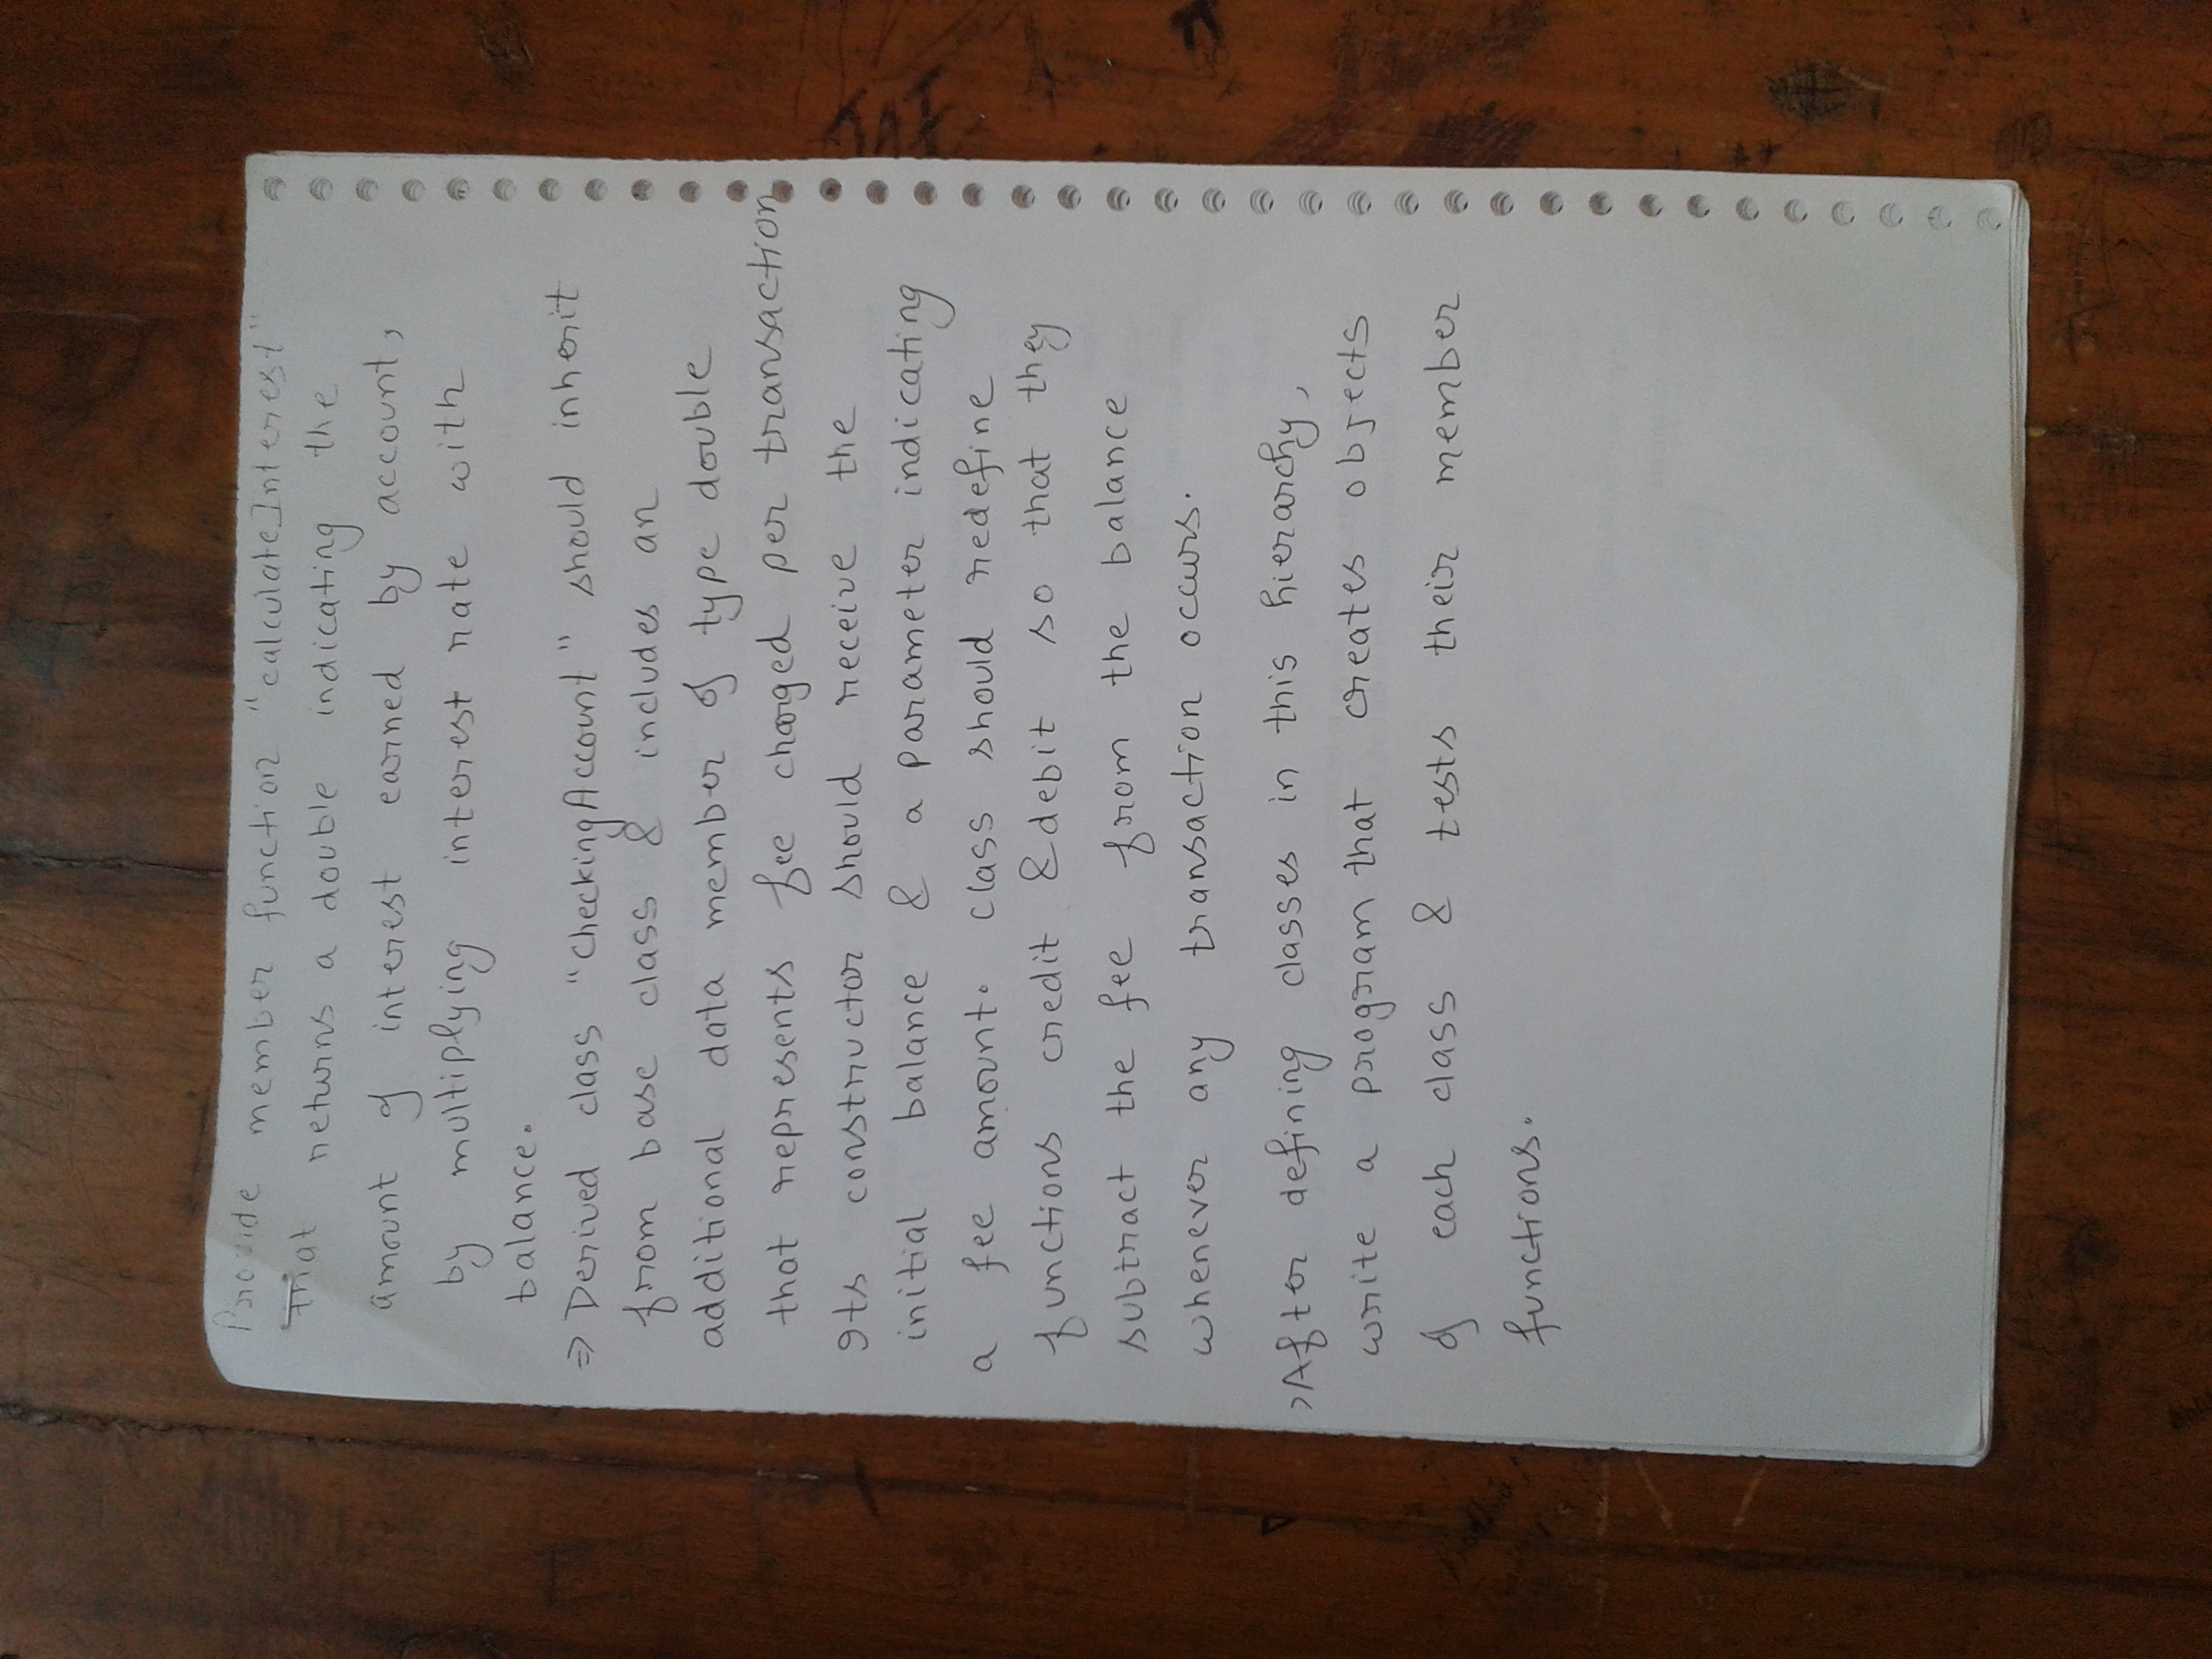 Provide member function "calculateInterest"
that returns a double indicating the
amount of interest earned by account,
by multiplying interest rate with
balance.
=> Derived class "checkingAccount" should inherit
from base class & includes an
additional data member of type double
that represents fee charged per transaction
Its constructor should receive the
initial balance & a parameter indicating
a fee amount. class should redefine
functions credit & debit so that they
subtract the fee from the balance
whenever any transaction occurs.
>After defining classes in this hierarchy,
write a program that creates objects
of each class & tests their member
functions.